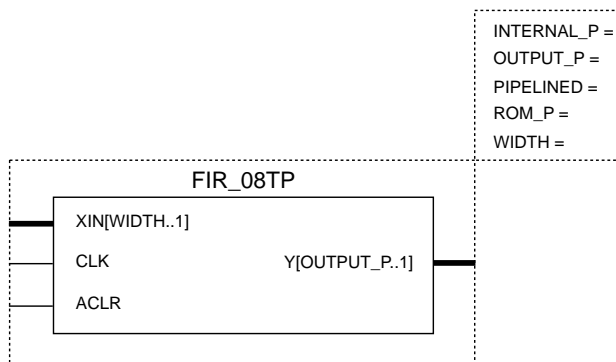 INTERNAL_P =
OUTPUT_P =
PIPELINED =
ROM_P =
WIDTH =
FIR_08TP
XIN[WIDTH..1]
CLK
Y[OUTPUT_P..1]
ACLR